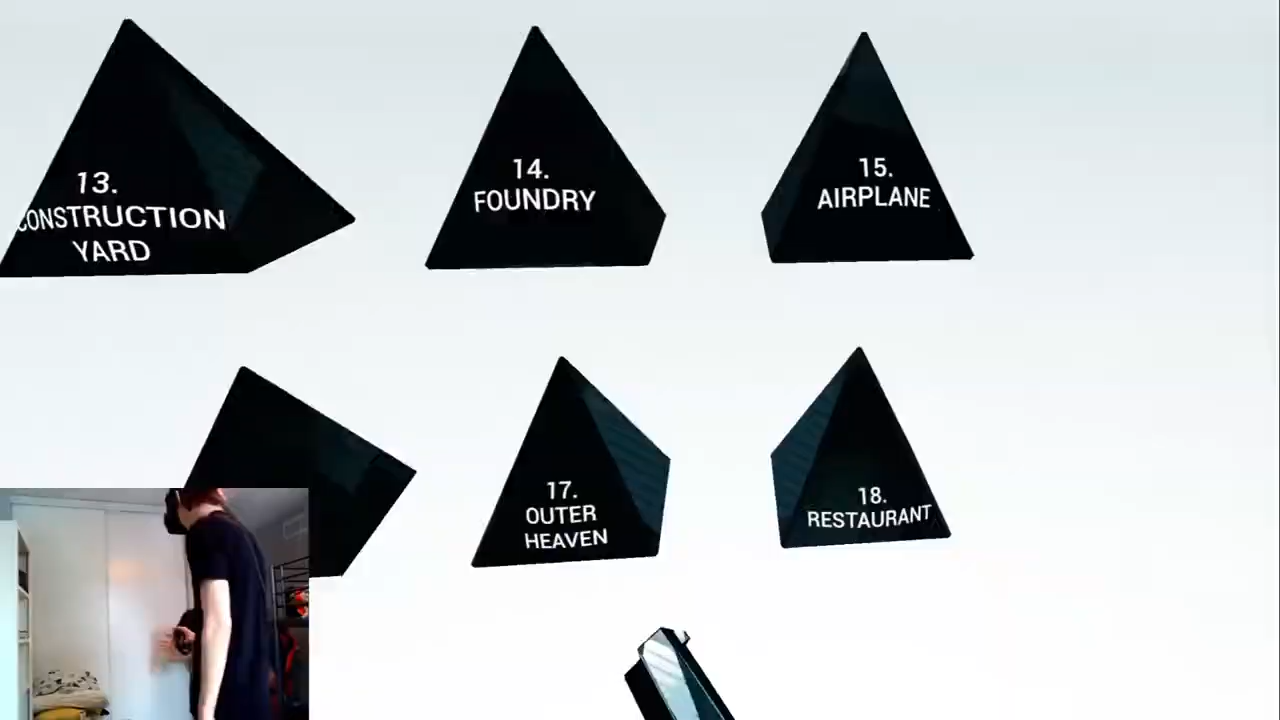 13.
CONSTRUCTION
YARD
14.
FOUNDRY
15.
AIRPLANE
17.
OUTER
HEAVEN
18.
RESTAURANT